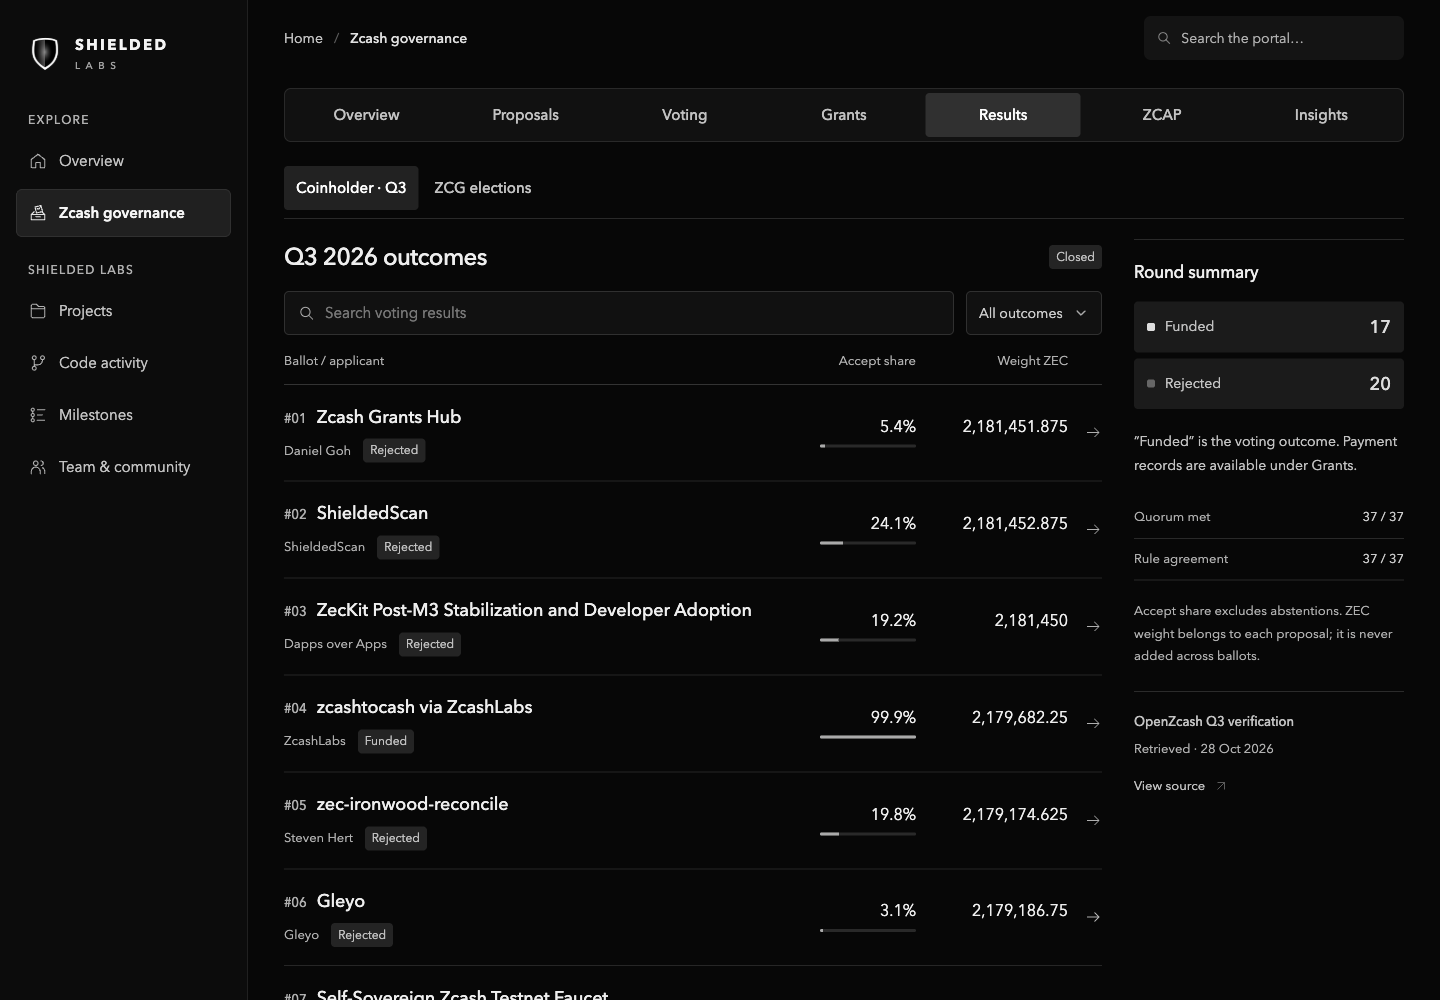 SHIELDED
LABS
EXPLORE
Overview
Zcash governance
SHIELDED LABS
Projects
Code activity
Milestones
Team & community
Home / Zcash governance
Search the portal...
Overview
Proposals
Voting
Grants
Results
ZCAP
Insights
Coinholder · Q3
ZCG elections
Q3 2026 outcomes
Closed
Search voting results
All outcomes
Ballot / applicant
Accept share
Weight ZEC
#01 Zcash Grants Hub
Daniel Goh Rejected
5.4%
2,181,451.875
#02 ShieldedScan
ShieldedScan Rejected
24.1%
2,181,452.875
#03 ZecKit Post-M3 Stabilization and Developer Adoption
Dapps over Apps Rejected
19.2%
2,181,450
#04 zcashtocash via ZcashLabs
ZcashLabs Funded
99.9%
2,179,682.25
#05 zec-ironwood-reconcile
Steven Hert Rejected
19.8%
2,179,174.625
#06 Gleyo
Gleyo Rejected
3.1%
2,179,186.75
#07 Self-Sovereign Zcash Testnet Faucet
Round summary
Funded 17
Rejected 20
"Funded" is the voting outcome. Payment
records are available under Grants.
Quorum met 37 / 37
Rule agreement 37 / 37
Accept share excludes abstentions. ZEC
weight belongs to each proposal; it is never
added across ballots.
OpenZcash Q3 verification
Retrieved · 28 Oct 2026
View source